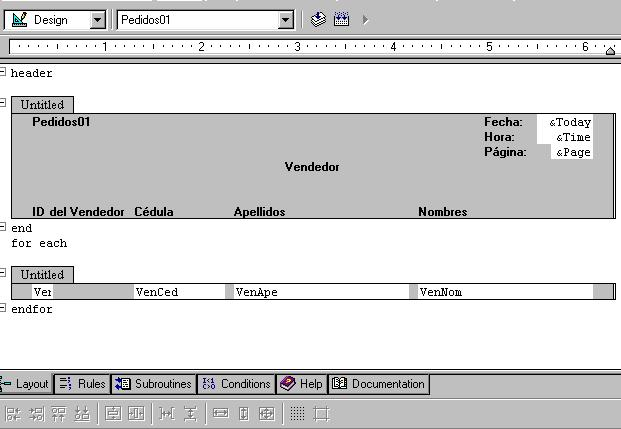 Design Pedidos01
1 2 3 4 5 6
header
Untitled
Pedidos01 Fecha: &Today
Hora: &Time
Página: &Page
Vendedor
ID del Vendedor Cédula Apellidos Nombres
end
for each
Untitled
Ver VenCed VenApe VenNom
endfor
Layout Rules Subroutines Conditions Help Documentation